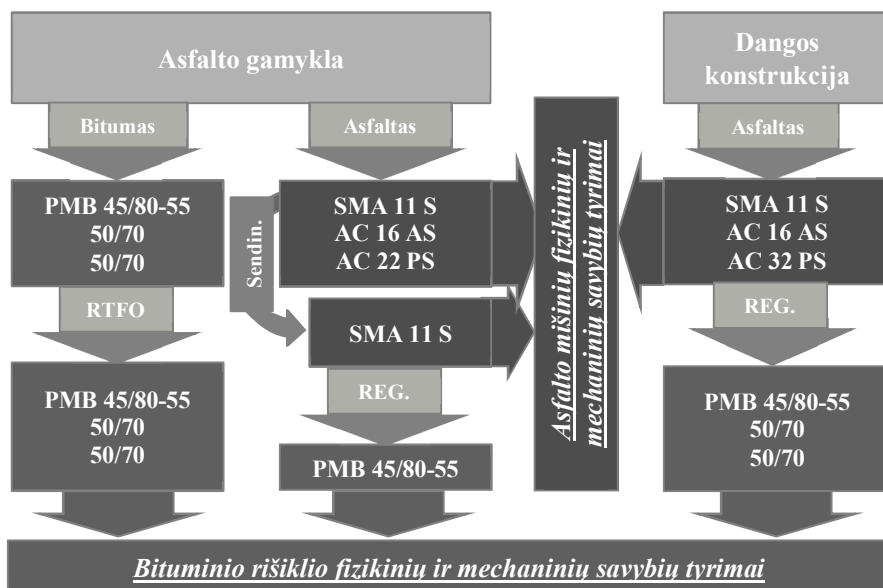 Asfalto gamykla
Dangos
konstrukcija
Bitumas
Asfaltas
Asfaltas
PMB 45/80-55
50/70
50/70
Sendin.
SMA 11 S
AC 16 AS
AC 22 PS
Asfalto mišinių fizikinių ir
mechaninių savybių tyrimai
SMA 11 S
AC 16 AS
AC 32 PS
RTFO
SMA 11 S
REG.
PMB 45/80-55
50/70
50/70
REG.
PMB 45/80-55
50/70
50/70
PMB 45/80-55
Bituminio rišiklio fizikinių ir mechaninių savybių tyrimai